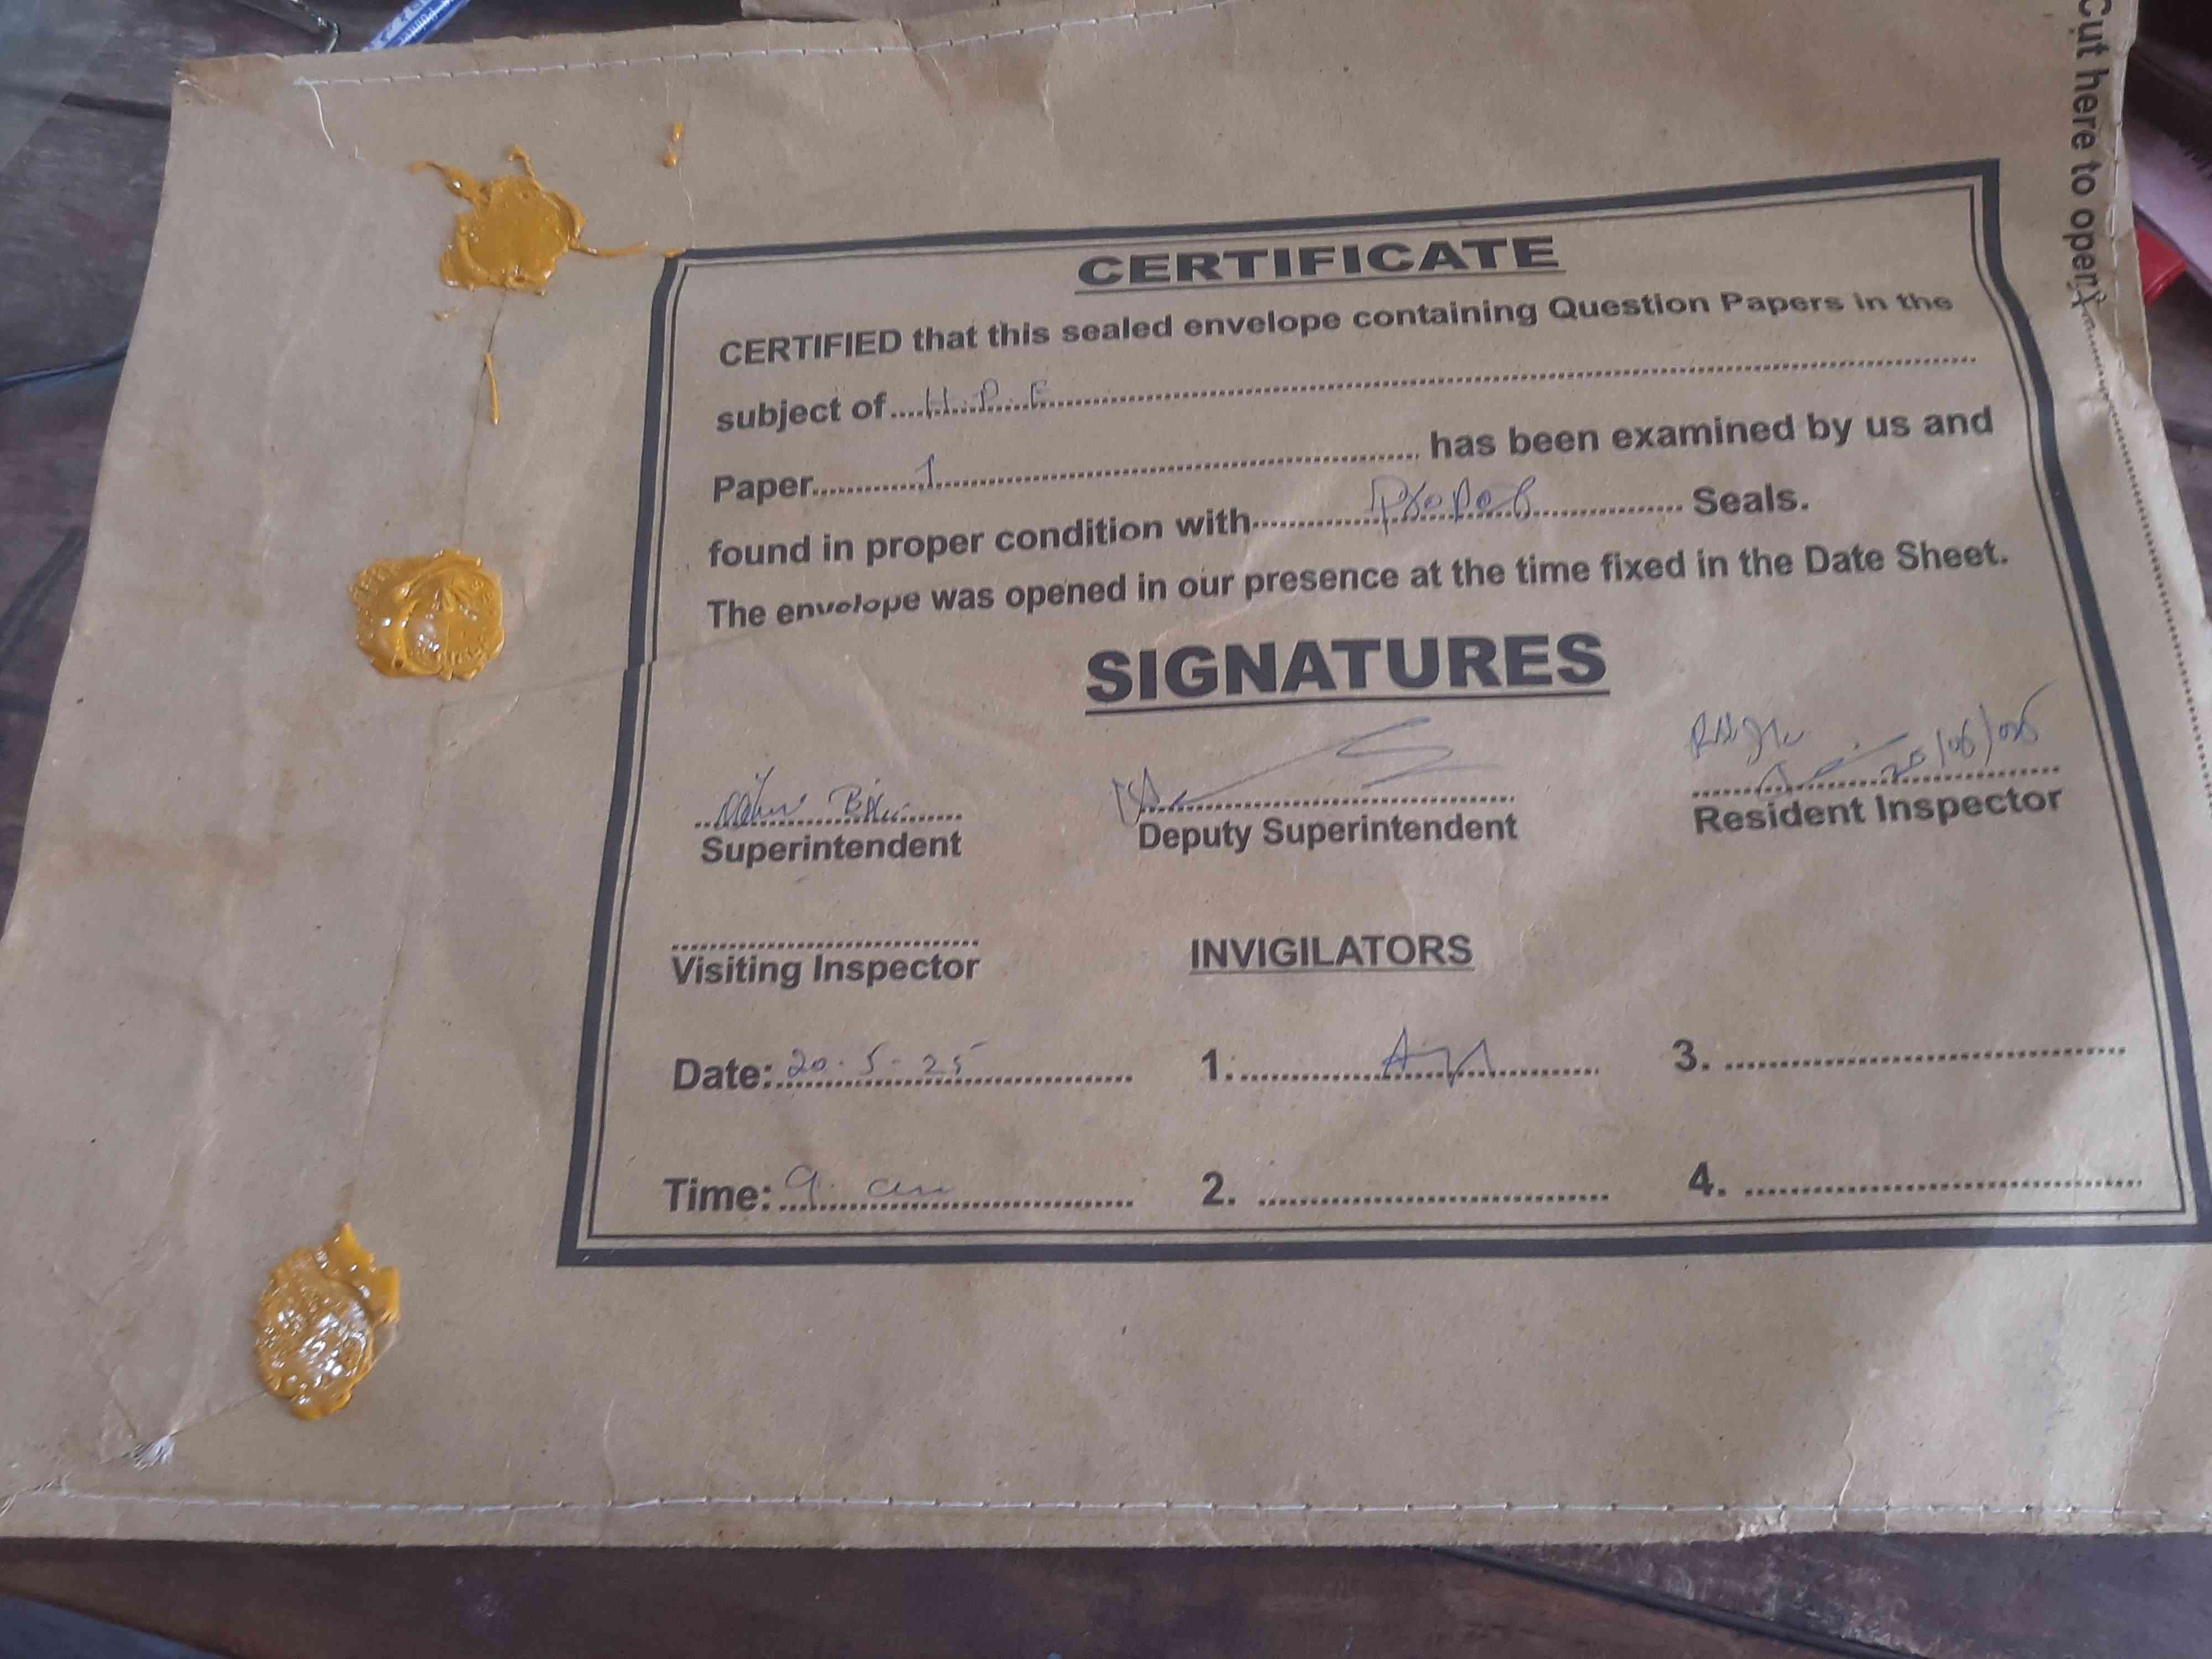 Cut here to open
CERTIFICATE
CERTIFIED that this sealed envelope containing Question Papers in the
subject of H.P.E
Paper 1 has been examined by us and
found in proper condition with Proper Seals.
The envelope was opened in our presence at the time fixed in the Date Sheet.
SIGNATURES
Superintendent Deputy Superintendent Resident Inspector
Visiting Inspector INVIGILATORS
Date: 20-5-25 1. 3.
Time: 9. am 2. 4.